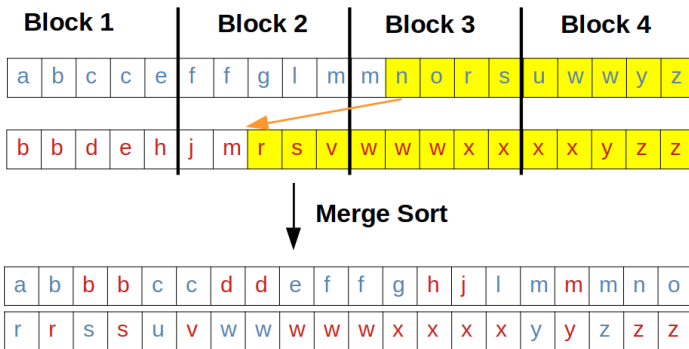 Block 1 Block 2 Block 3 Block 4
a b c c e f f g l m m n o r s u w w y z
b b d e h j m r s v w w w x x x x y z z
Merge Sort
a b b b c c d d e f f g h j l m m m n o
r r s s u v w w w w w x x x x y y z z z